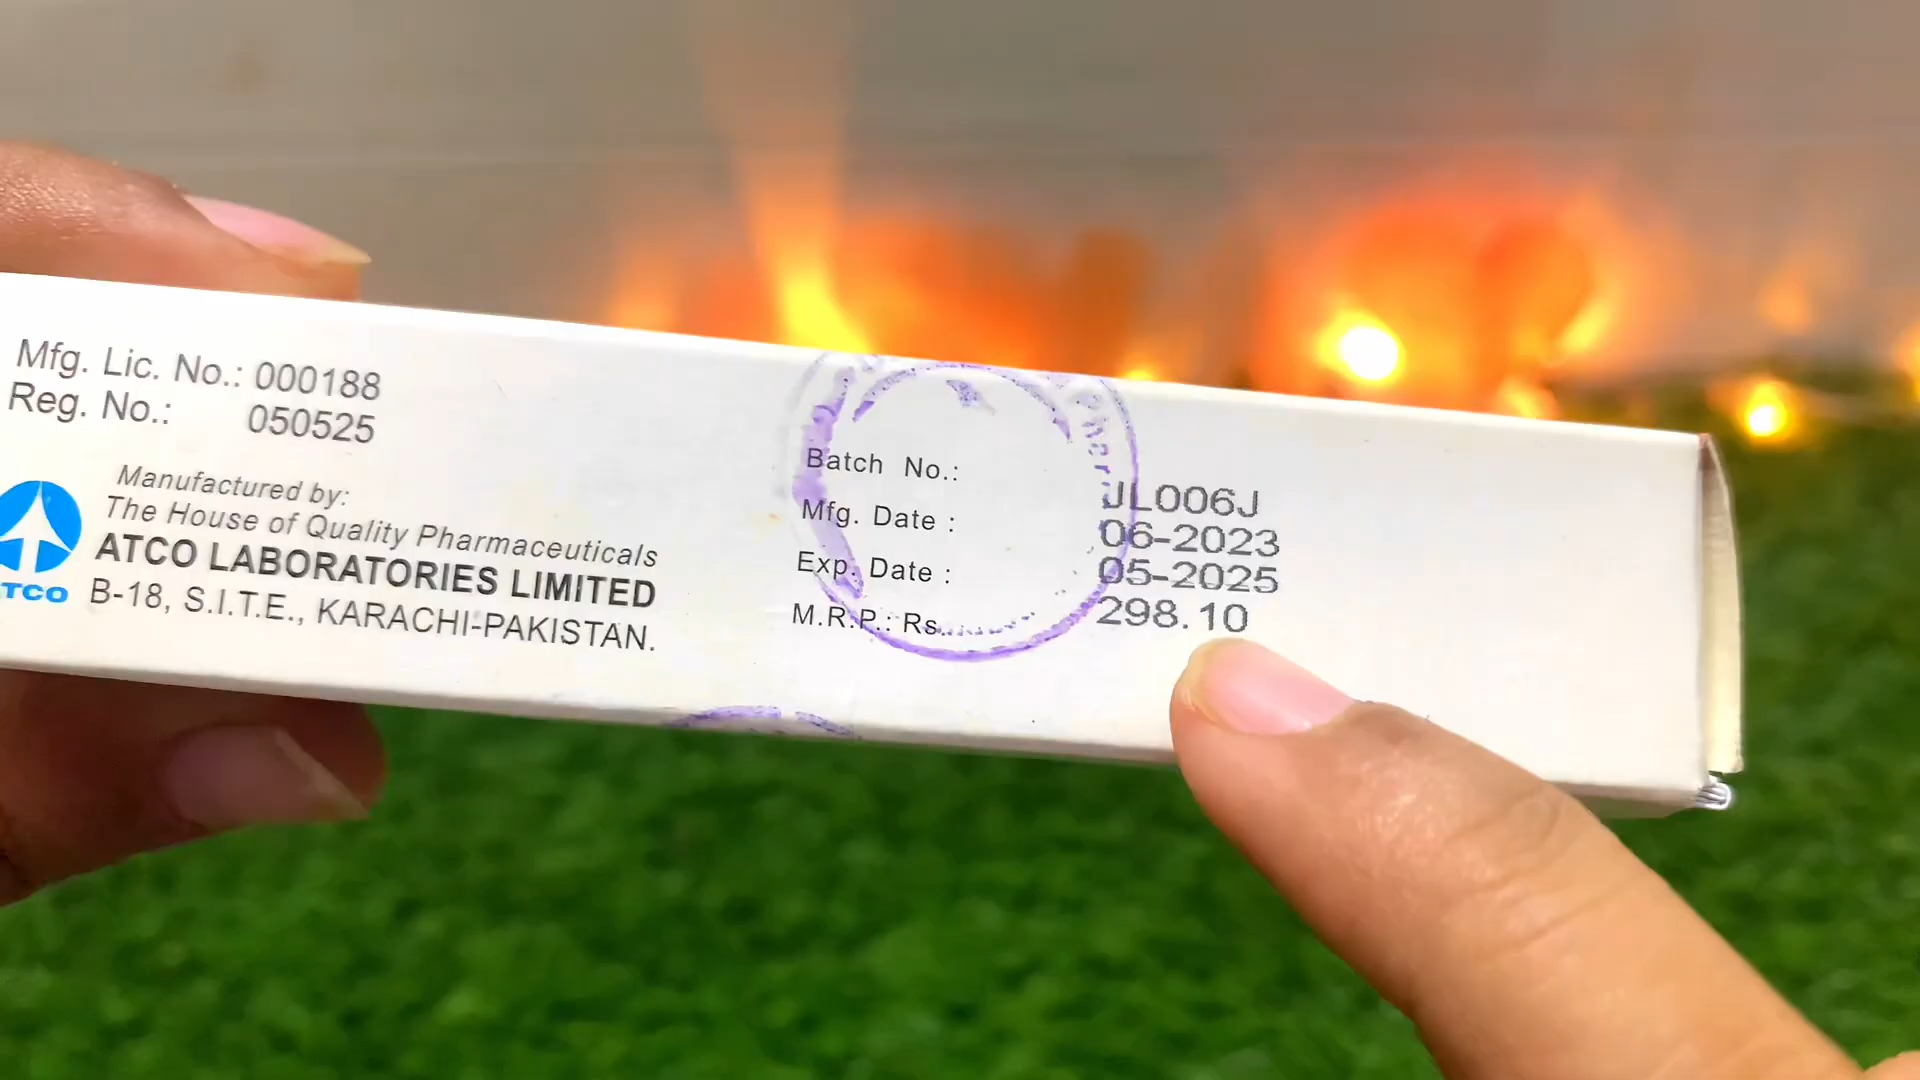 Mfg. Lic. No.: 000188
Reg. No.: 050525
Manufactured by:
The House of Quality Pharmaceuticals
ATCO LABORATORIES LIMITED
B-18, S.I.T.E., KARACHI-PAKISTAN.
TCO
Batch No.: JL006J
Mfg. Date : 06-2023
Exp. Date : 05-2025
M.R.P.: Rs. 298.10